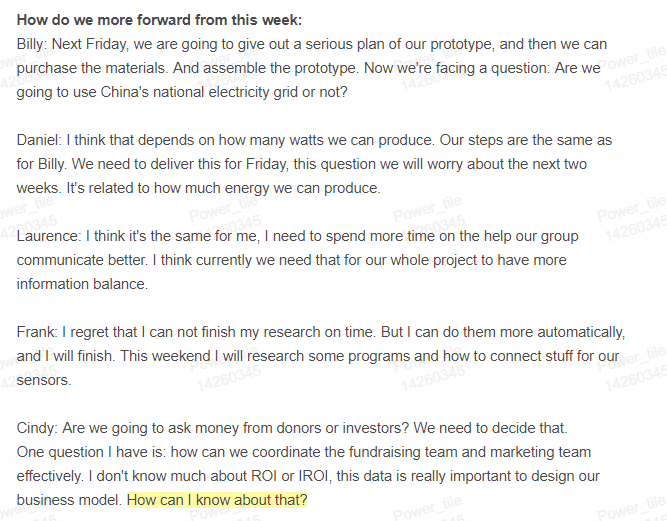 How do we more forward from this week:
Billy: Next Friday, we are going to give out a serious plan of our prototype, and then we can
purchase the materials. And assemble the prototype. Now we're facing a question: Are we
going to use China's national electricity grid or not?
Daniel: I think that depends on how many watts we can produce. Our steps are the same as
for Billy. We need to deliver this for Friday, this question we will worry about the next two
weeks. It's related to how much energy we can produce.
Laurence: I think it's the same for me, I need to spend more time on the help our group
communicate better. I think currently we need that for our whole project to have more
information balance.
Frank: I regret that I can not finish my research on time. But I can do them more automatically,
and I will finish. This weekend I will research some programs and how to connect stuff for our
sensors.
Cindy: Are we going to ask money from donors or investors? We need to decide that.
One question I have is: how can we coordinate the fundraising team and marketing team
effectively. I don't know much about ROI or IROI, this data is really important to design our
business model. How can I know about that?
Power_tile
14260345